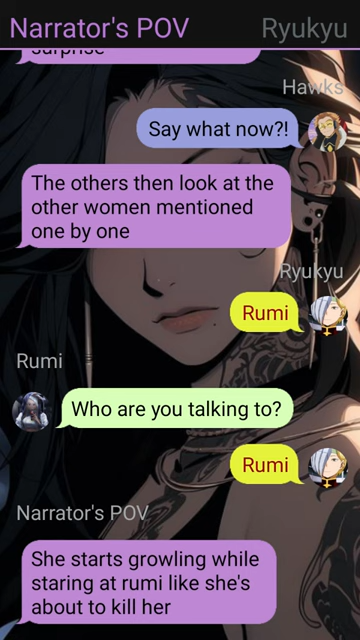 Narrator's POV
Ryukyu
surprise
Hawks
Say what now?!
The others then look at the
other women mentioned
one by one
Ryukyu
Rumi
Rumi
Who are you talking to?
Rumi
Narrator's POV
She starts growling while
staring at rumi like she's
about to kill her